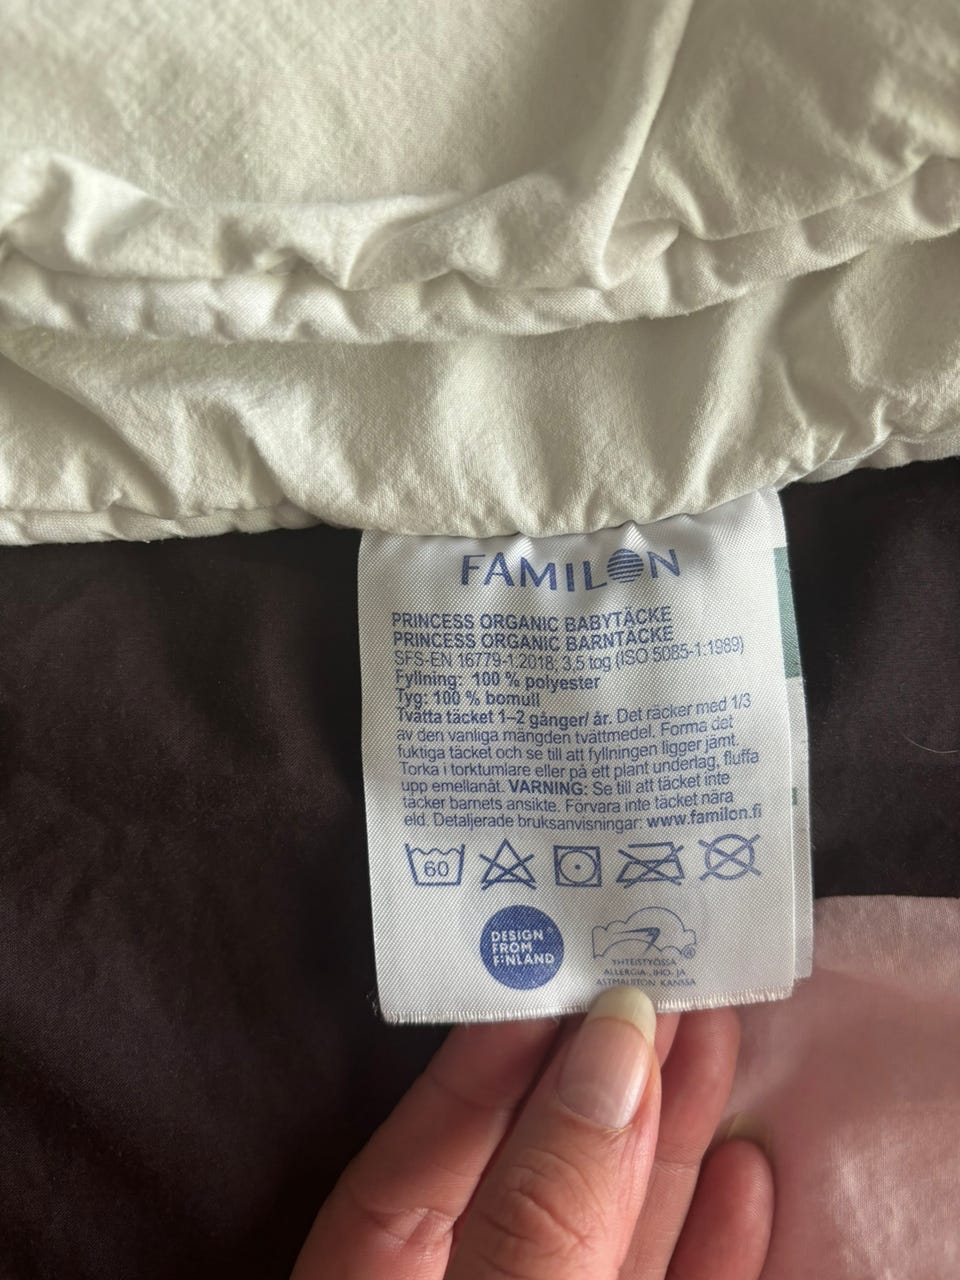 FAMILON
PRINCESS ORGANIC BABYTÄCKE
PRINCESS ORGANIC BARNTÄCKE
SFS-EN 16779-1:2018; 3,5 tog (ISO 5085-1:1989)
Fyllning: 100 % polyester
Tyg: 100 % bomull
Tvätta täcket 1–2 gånger/ år. Det räcker med 1/3
av den vanliga mängden tvättmedel. Forma det
fuktiga täcket och se till att fyllningen ligger jämt.
Torka i torktumlare eller på ett plant underlag, fluffa
upp emellanåt. VARNING: Se till att täcket inte
täcker barnets ansikte. Förvara inte täcket nära
eld. Detaljerade bruksanvisningar: www.familon.fi
60
DESIGN®
FROM
FINLAND
®
YHTEISTYÖSSÄ
ALLERGIA-, IHO- JA
ASTMALIITON KANSSA